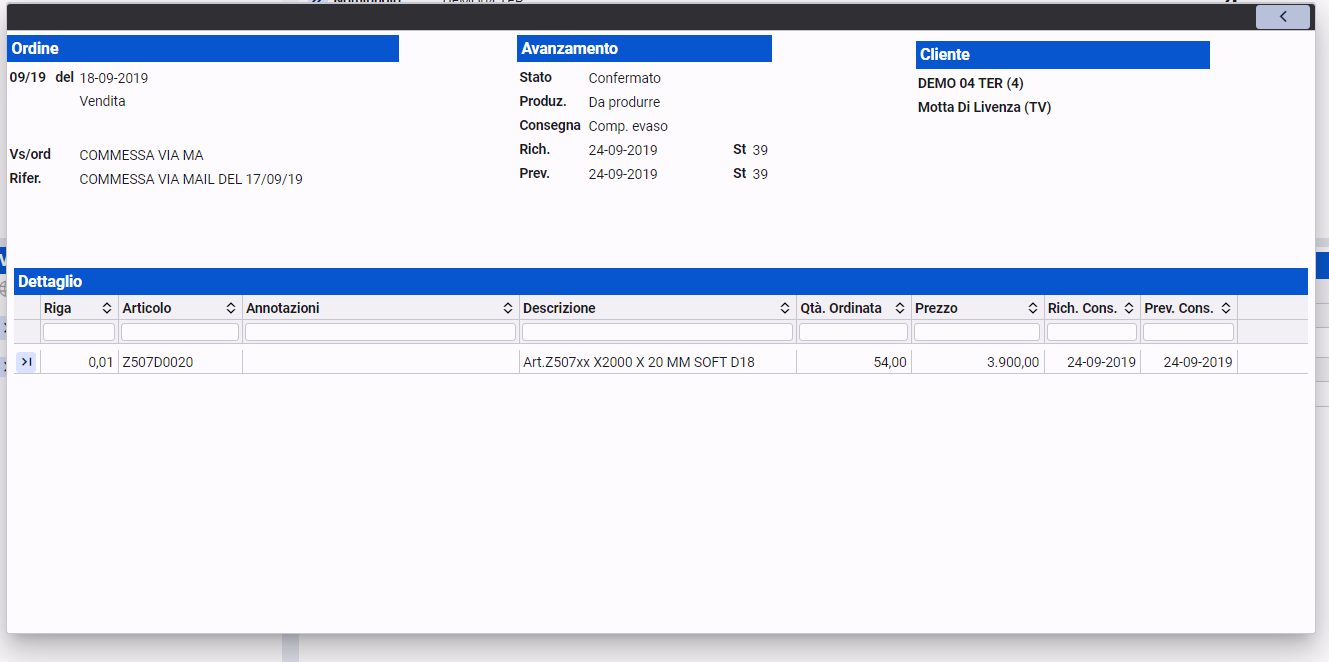 Ordine
09/19 del 18-09-2019
Vendita
Vs/ord COMMESSA VIA MA
Rifer. COMMESSA VIA MAIL DEL 17/09/19
Avanzamento
Stato Confermato
Produz. Da produrre
Consegna Comp. evaso
Rich. 24-09-2019 St 39
Prev. 24-09-2019 St 39
Cliente
DEMO 04 TER (4)
Motta Di Livenza (TV)
Dettaglio
Riga Articolo Annotazioni Descrizione Qtà. Ordinata Prezzo Rich. Cons. Prev. Cons.
0,01 Z507D0020 Art.Z507xx X2000 X 20 MM SOFT D18 54,00 3.900,00 24-09-2019 24-09-2019